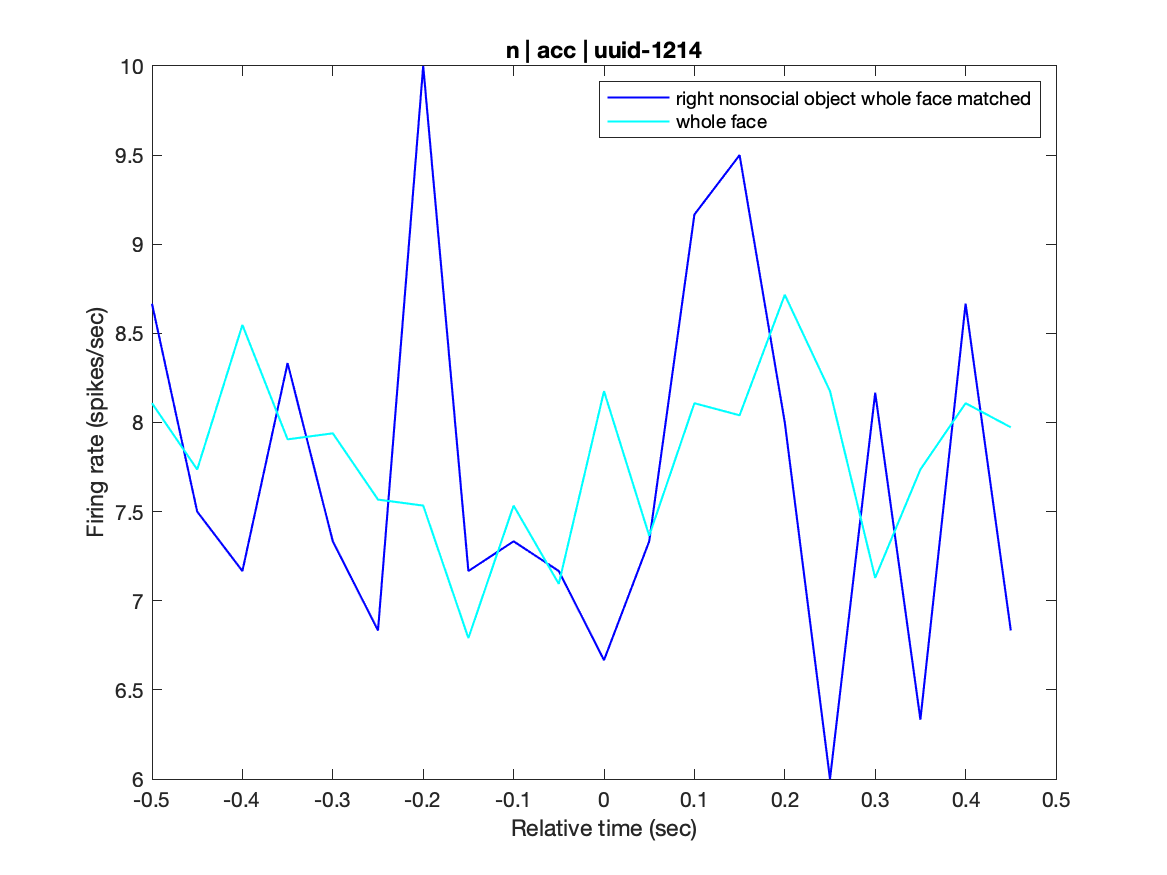 n | acc | uuid-1214
right nonsocial object whole face matched
whole face
Firing rate (spikes/sec)
10
9.5
9
8.5
8
7.5
7
6.5
6
-0.5 -0.4 -0.3 -0.2 -0.1 0 0.1 0.2 0.3 0.4 0.5
Relative time (sec)